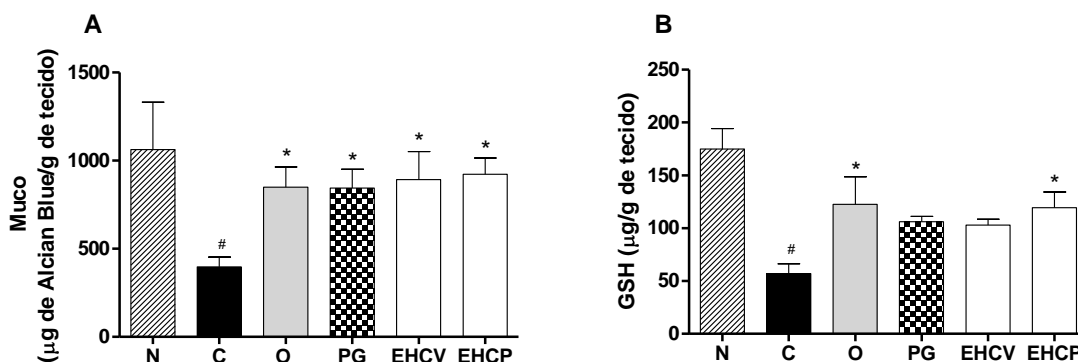 A
Muco
(µg de Alcian Blue/g de tecido)
1500
1000
500
0
#
*
*
*
*
N C O PG EHCV EHCP
B
GSH (µg/g de tecido)
250
200
150
100
50
0
#
*
*
N C O PG EHCV EHCP